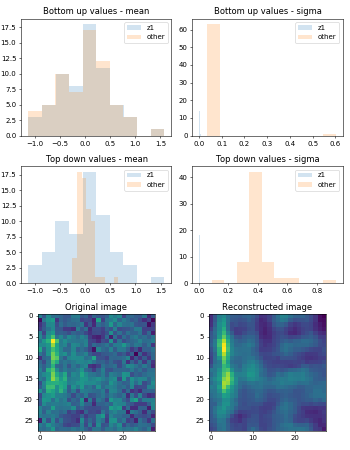 Bottom up values - mean
17.5
15.0
12.5
10.0
7.5
5.0
2.5
0.0
z1
other
−1.0 −0.5 0.0 0.5 1.0 1.5
Bottom up values - sigma
60
50
40
30
20
10
0
z1
other
0.0 0.1 0.2 0.3 0.4 0.5 0.6
Top down values - mean
17.5
15.0
12.5
10.0
7.5
5.0
2.5
0.0
z1
other
−1.0 −0.5 0.0 0.5 1.0 1.5
Top down values - sigma
40
30
20
10
0
z1
other
0.0 0.2 0.4 0.6 0.8
Original image
0
5
10
15
20
25
0 10 20
Reconstructed image
0
5
10
15
20
25
0 10 20